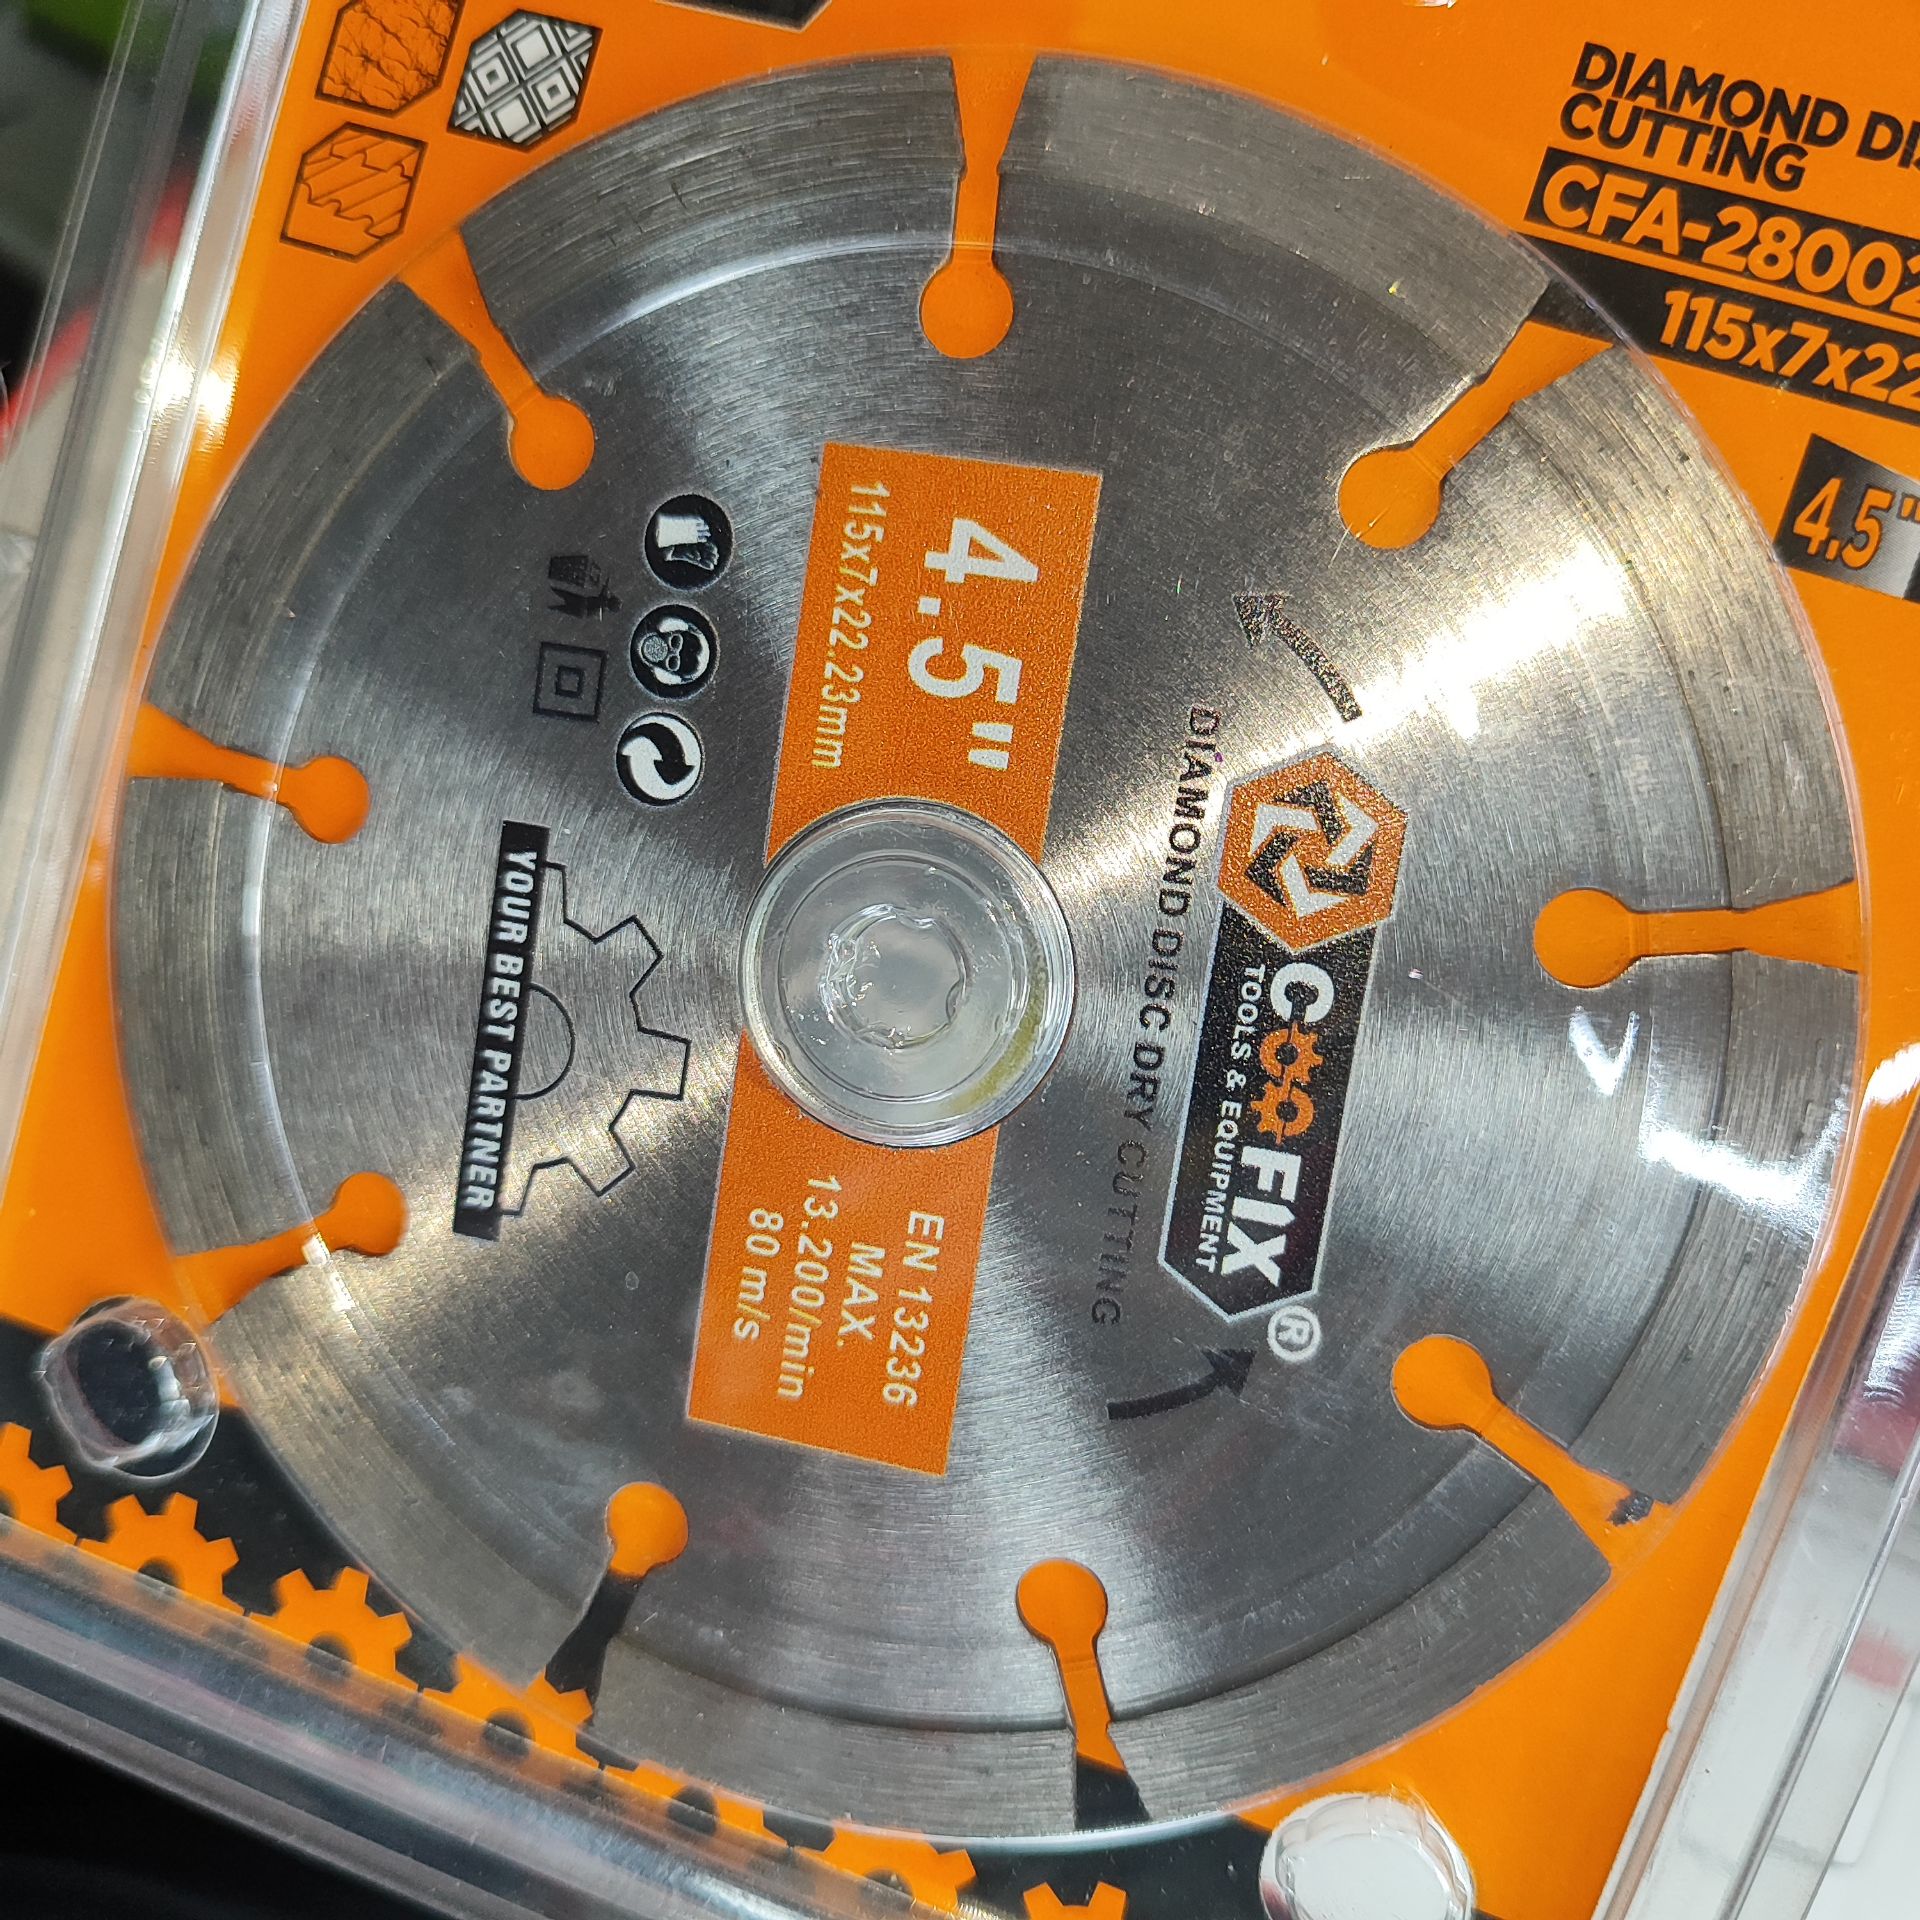 DIAMOND DI
CUTTING
CFA-28002
115x7x22
4.5"
COOFIX®
TOOLS & EQUIPMENT
DIAMOND DISC DRY CUTTING
4.5"
115x7x22.23mm
EN 13236
MAX.
13..200/min
80 m/s
YOUR BEST PARTNER